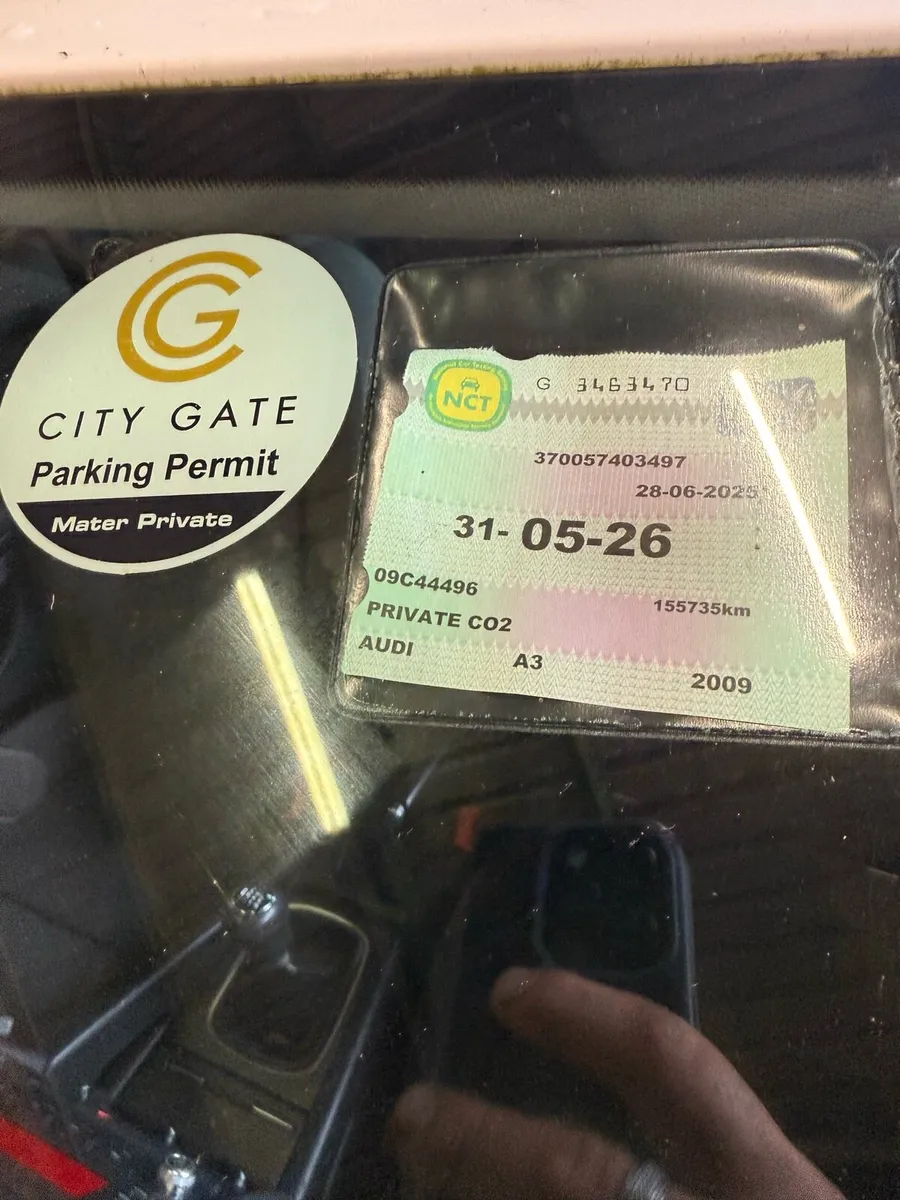 CG
CITY GATE
Parking Permit
Mater Private
NCT
G 3463470
370057403497
28-06-2025
31-05-26
09C44496
155735km
PRIVATE CO2
AUDI A3
2009